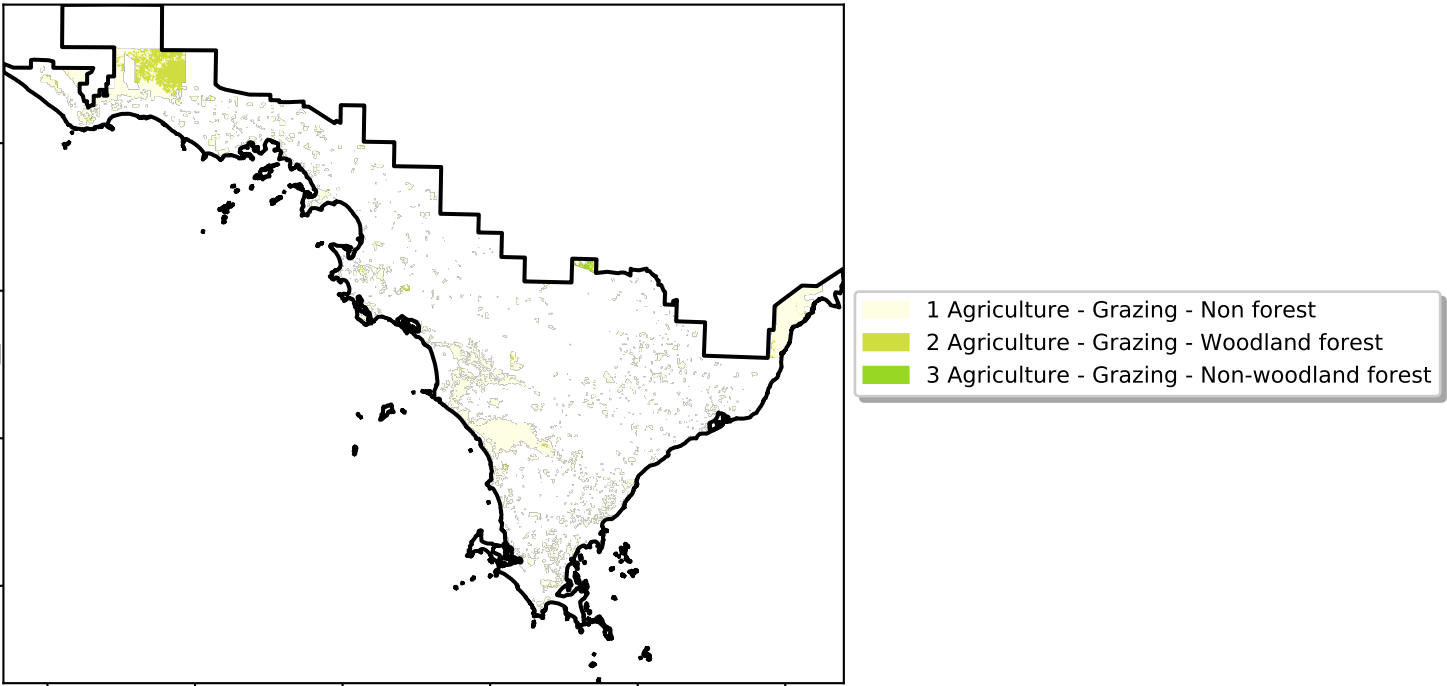 1 Agriculture - Grazing - Non forest
2 Agriculture - Grazing - Woodland forest
3 Agriculture - Grazing - Non-woodland forest